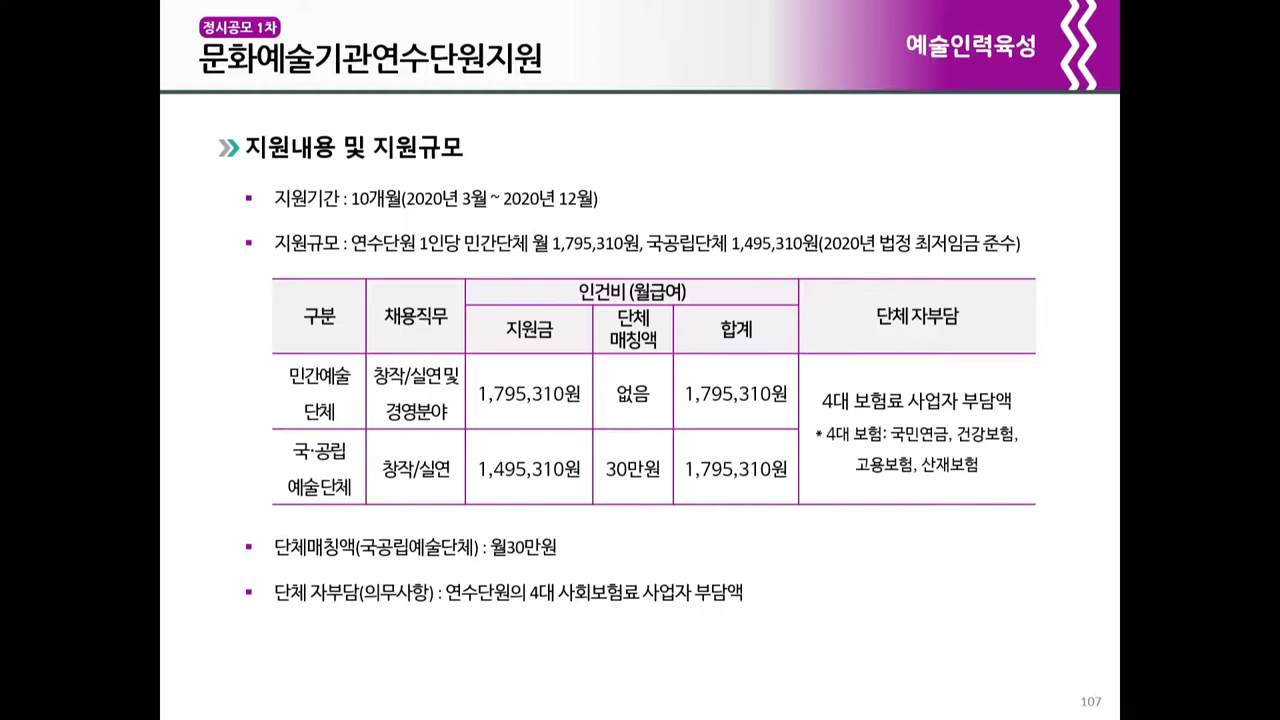 정시공모 1차
문화예술기관연수단원지원
예술인력육성
지원내용 및 지원규모
지원기간 : 10개월(2020년 3월 ~ 2020년 12월)
지원규모 : 연수단원 1인당 민간단체 월 1,795,310원, 국공립단체 1,495,310원(2020년 법정 최저임금 준수)
구분 채용직무 인건비 (월급여) 단체 자부담
지원금 단체 매칭액 합계
민간예술 단체 창작/실연 및 경영분야 1,795,310원 없음 1,795,310원
4대 보험료 사업자 부담액
* 4대 보험: 국민연금, 건강보험,
고용보험, 산재보험
국·공립 예술단체 창작/실연 1,495,310원 30만원 1,795,310원
단체매칭액(국공립예술단체) : 월30만원
단체 자부담(의무사항) : 연수단원의 4대 사회보험료 사업자 부담액
107